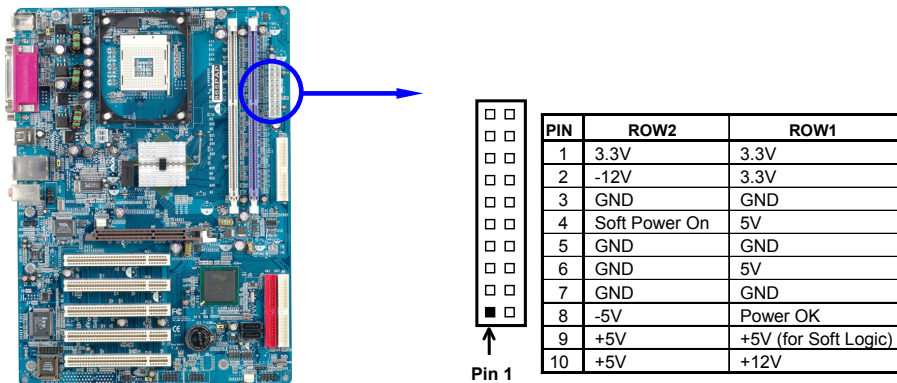 865PAP
PIN ROW2 ROW1
1 3.3V 3.3V
2 -12V 3.3V
3 GND GND
4 Soft Power On 5V
5 GND GND
6 GND 5V
7 GND GND
8 -5V Power OK
9 +5V +5V (for Soft Logic)
10 +5V +12V
Pin 1